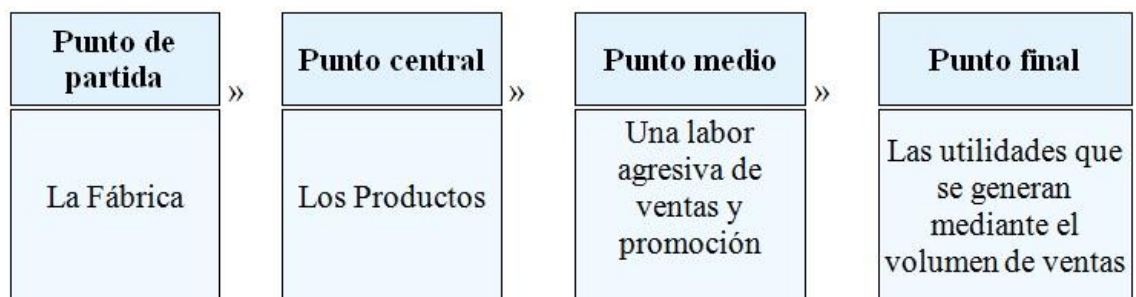 Punto de
partida
»
Punto central
»
Punto medio
»
Punto final
La Fábrica
Los Productos
Una labor
agresiva de
ventas y
promoción
Las utilidades que
se generan
mediante el
volumen de ventas